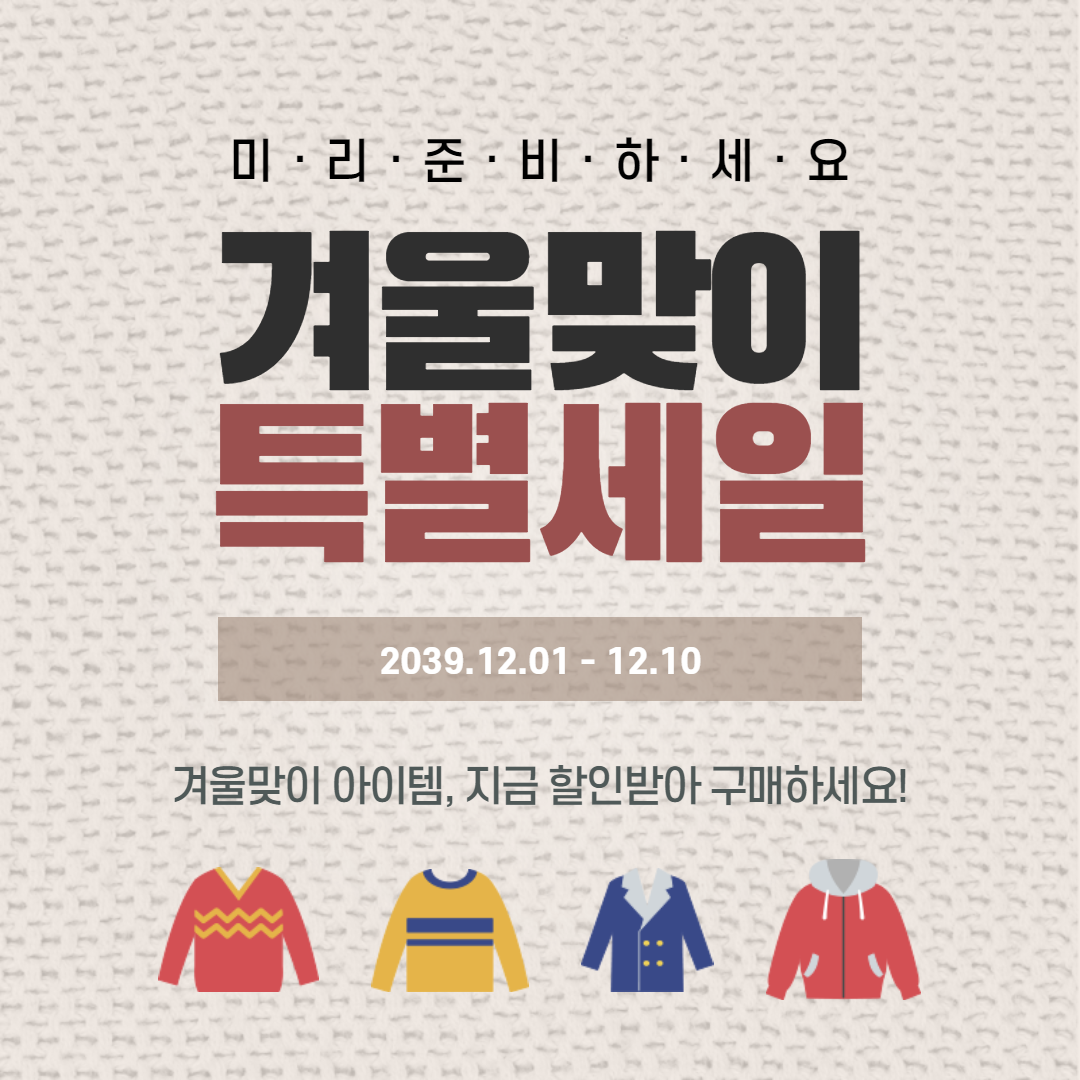 미·리·준·비·하·세·요
겨울맞이
특별세일
2039.12.01 - 12.10
겨울맞이 아이템, 지금 할인받아 구매하세요!